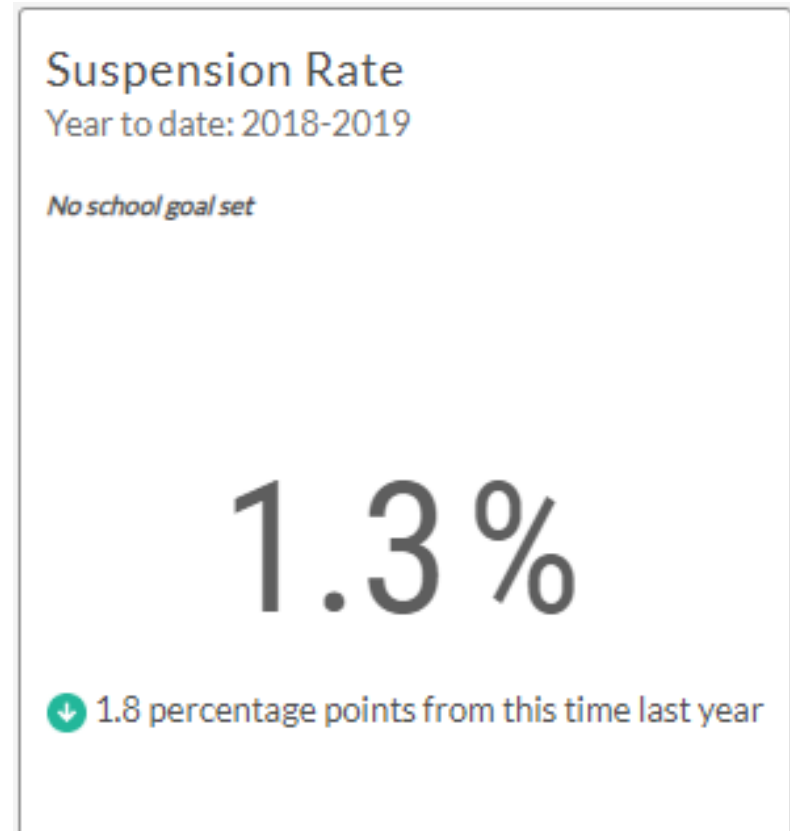 Suspension Rate
Year to date: 2018-2019
No school goal set
1.3%
1.8 percentage points from this time last year